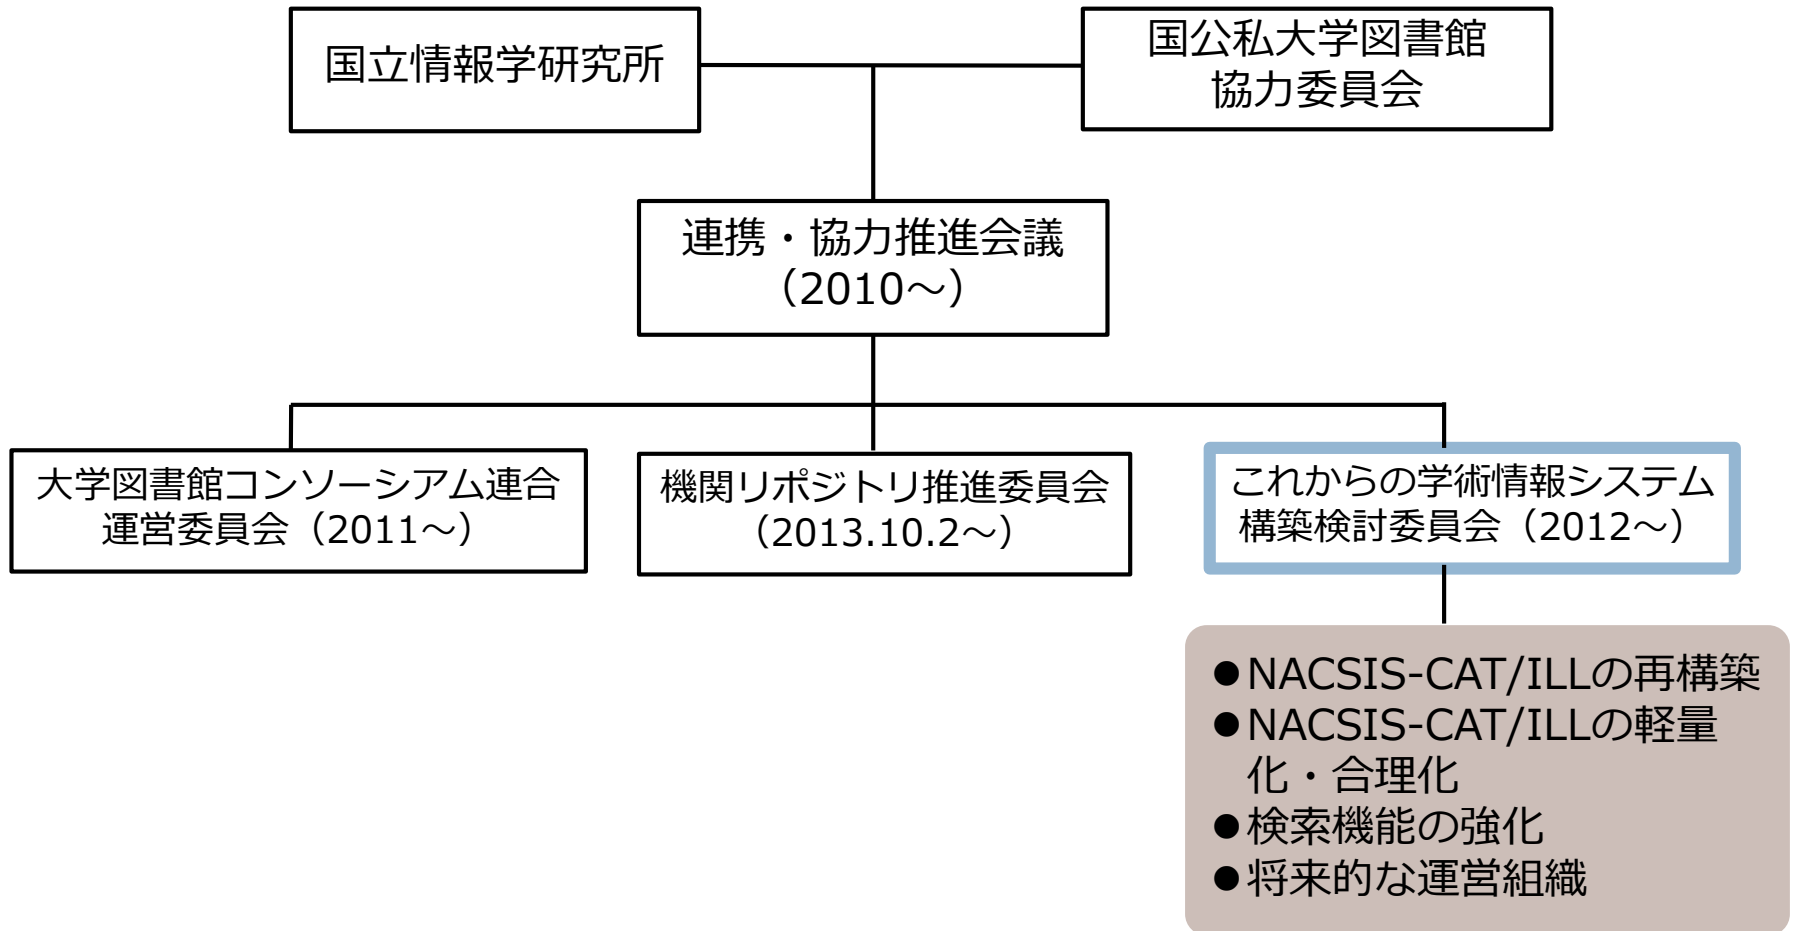 国立情報学研究所
国公私大学図書館
協力委員会
連携・協力推進会議
（2010～）
大学図書館コンソーシアム連合
運営委員会（2011～）
機関リポジトリ推進委員会
（2013.10.2～）
これからの学術情報システム
構築検討委員会（2012～）
●NACSIS-CAT/ILLの再構築
●NACSIS-CAT/ILLの軽量
化・合理化
●検索機能の強化
●将来的な運営組織